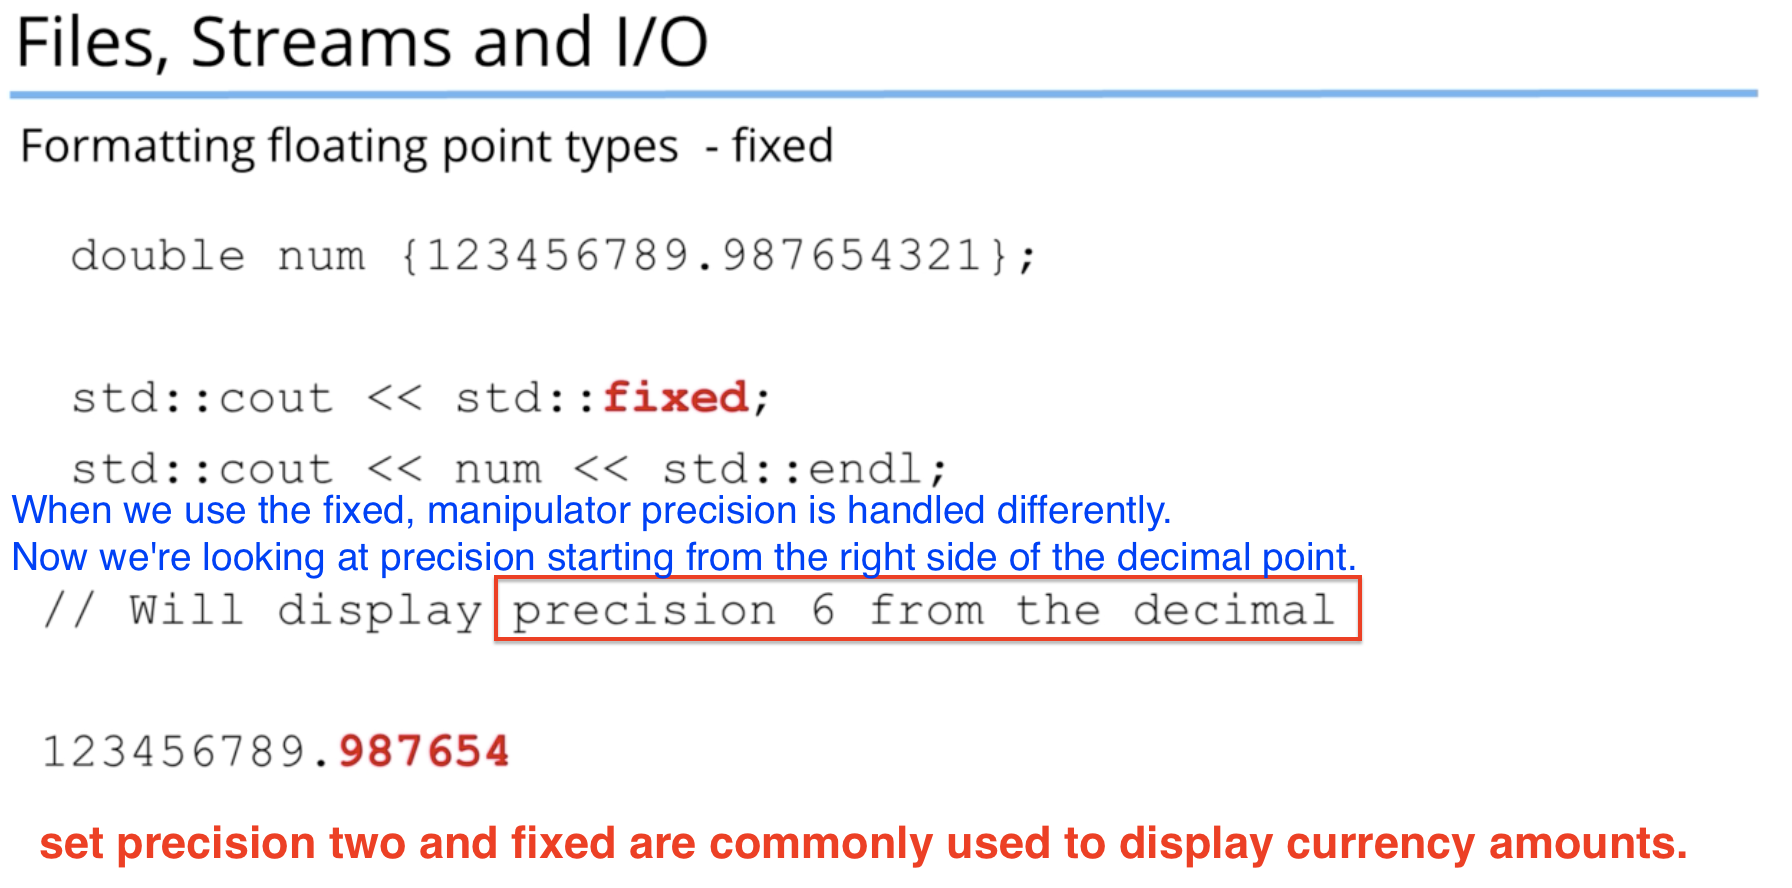 Files, Streams and I/O
Formatting floating point types - fixed
double num {123456789.987654321};
std::cout << std::fixed;
std::cout << num << std::endl;
When we use the fixed, manipulator precision is handled differently.
Now we're looking at precision starting from the right side of the decimal point.
// Will display precision 6 from the decimal
123456789.987654
set precision two and fixed are commonly used to display currency amounts.